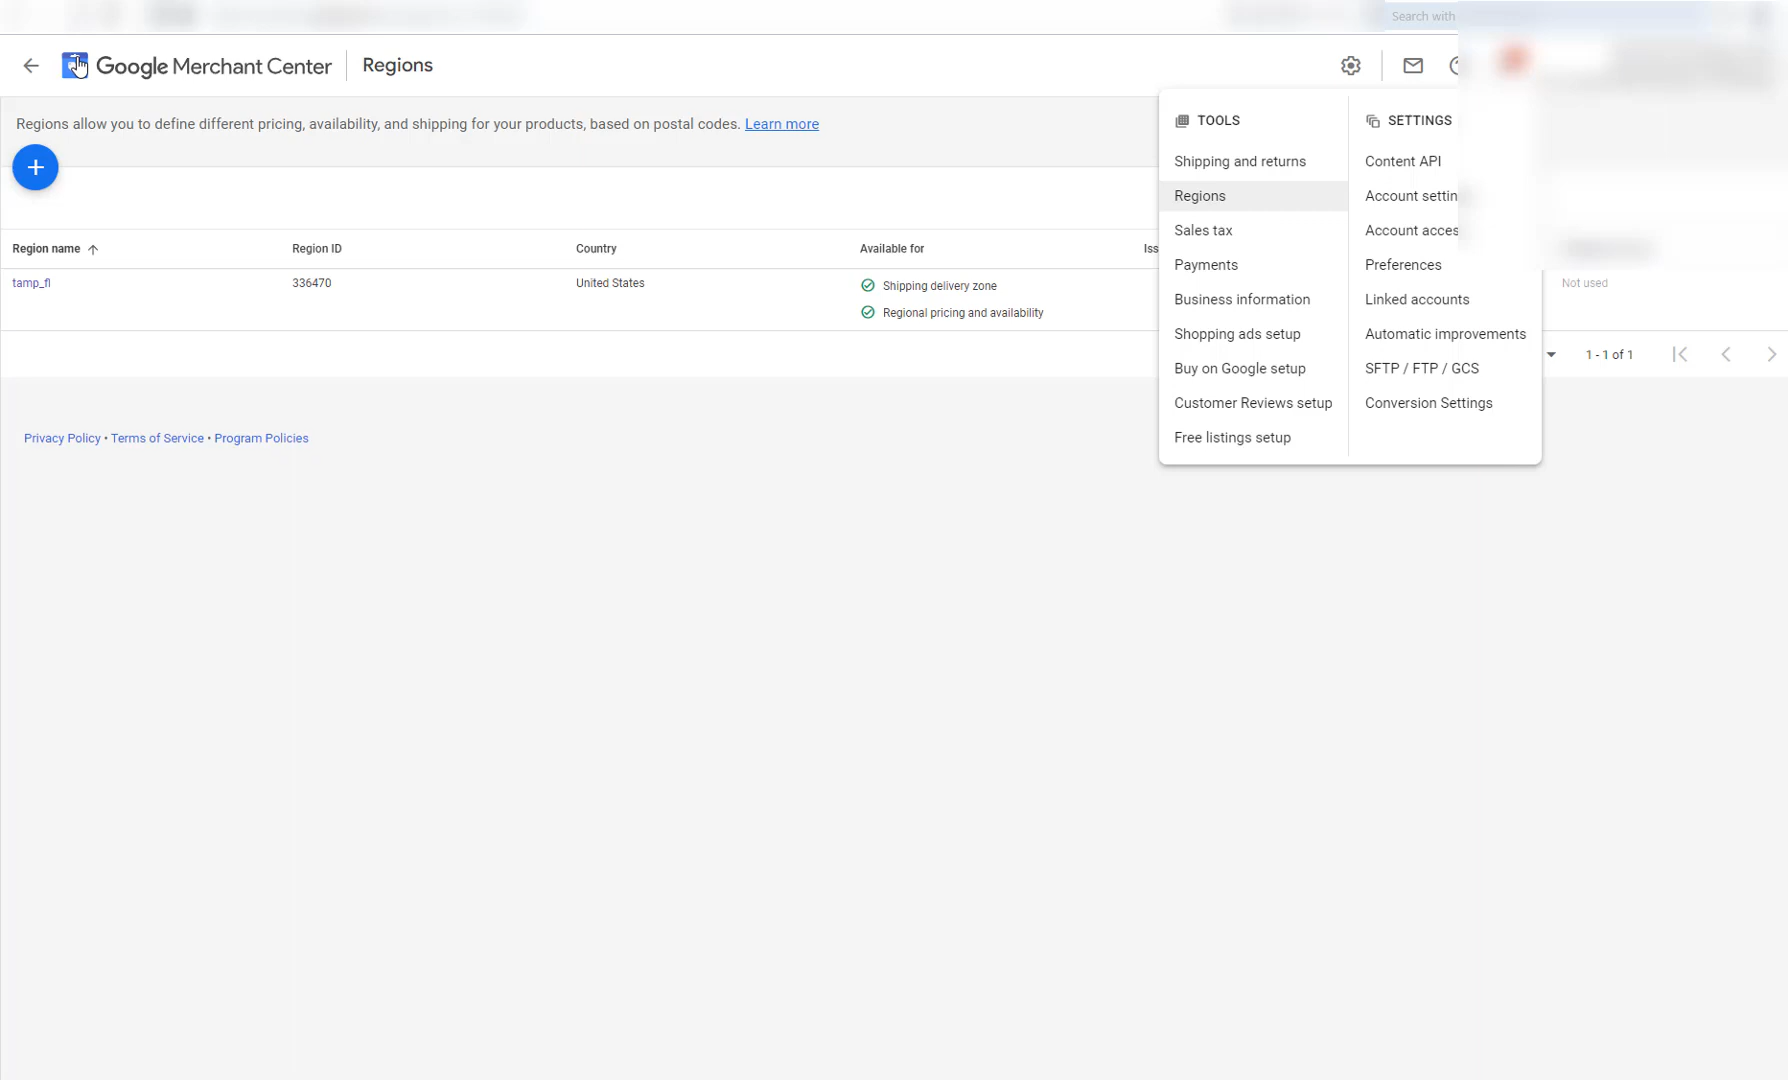 Search with
Google Merchant Center
Regions
Regions allow you to define different pricing, availability, and shipping for your products, based on postal codes. Learn more
TOOLS
Shipping and returns
Regions
Sales tax
Payments
Business information
Shopping ads setup
Buy on Google setup
Customer Reviews setup
Free listings setup
SETTINGS
Content API
Account settin
Account acces
Preferences
Linked accounts
Automatic improvements
SFTP / FTP / GCS
Conversion Settings
Region name
Region ID
Country
Available for
Iss
tamp_fl
336470
United States
Shipping delivery zone
Regional pricing and availability
Not used
1 - 1 of 1
Privacy Policy • Terms of Service • Program Policies